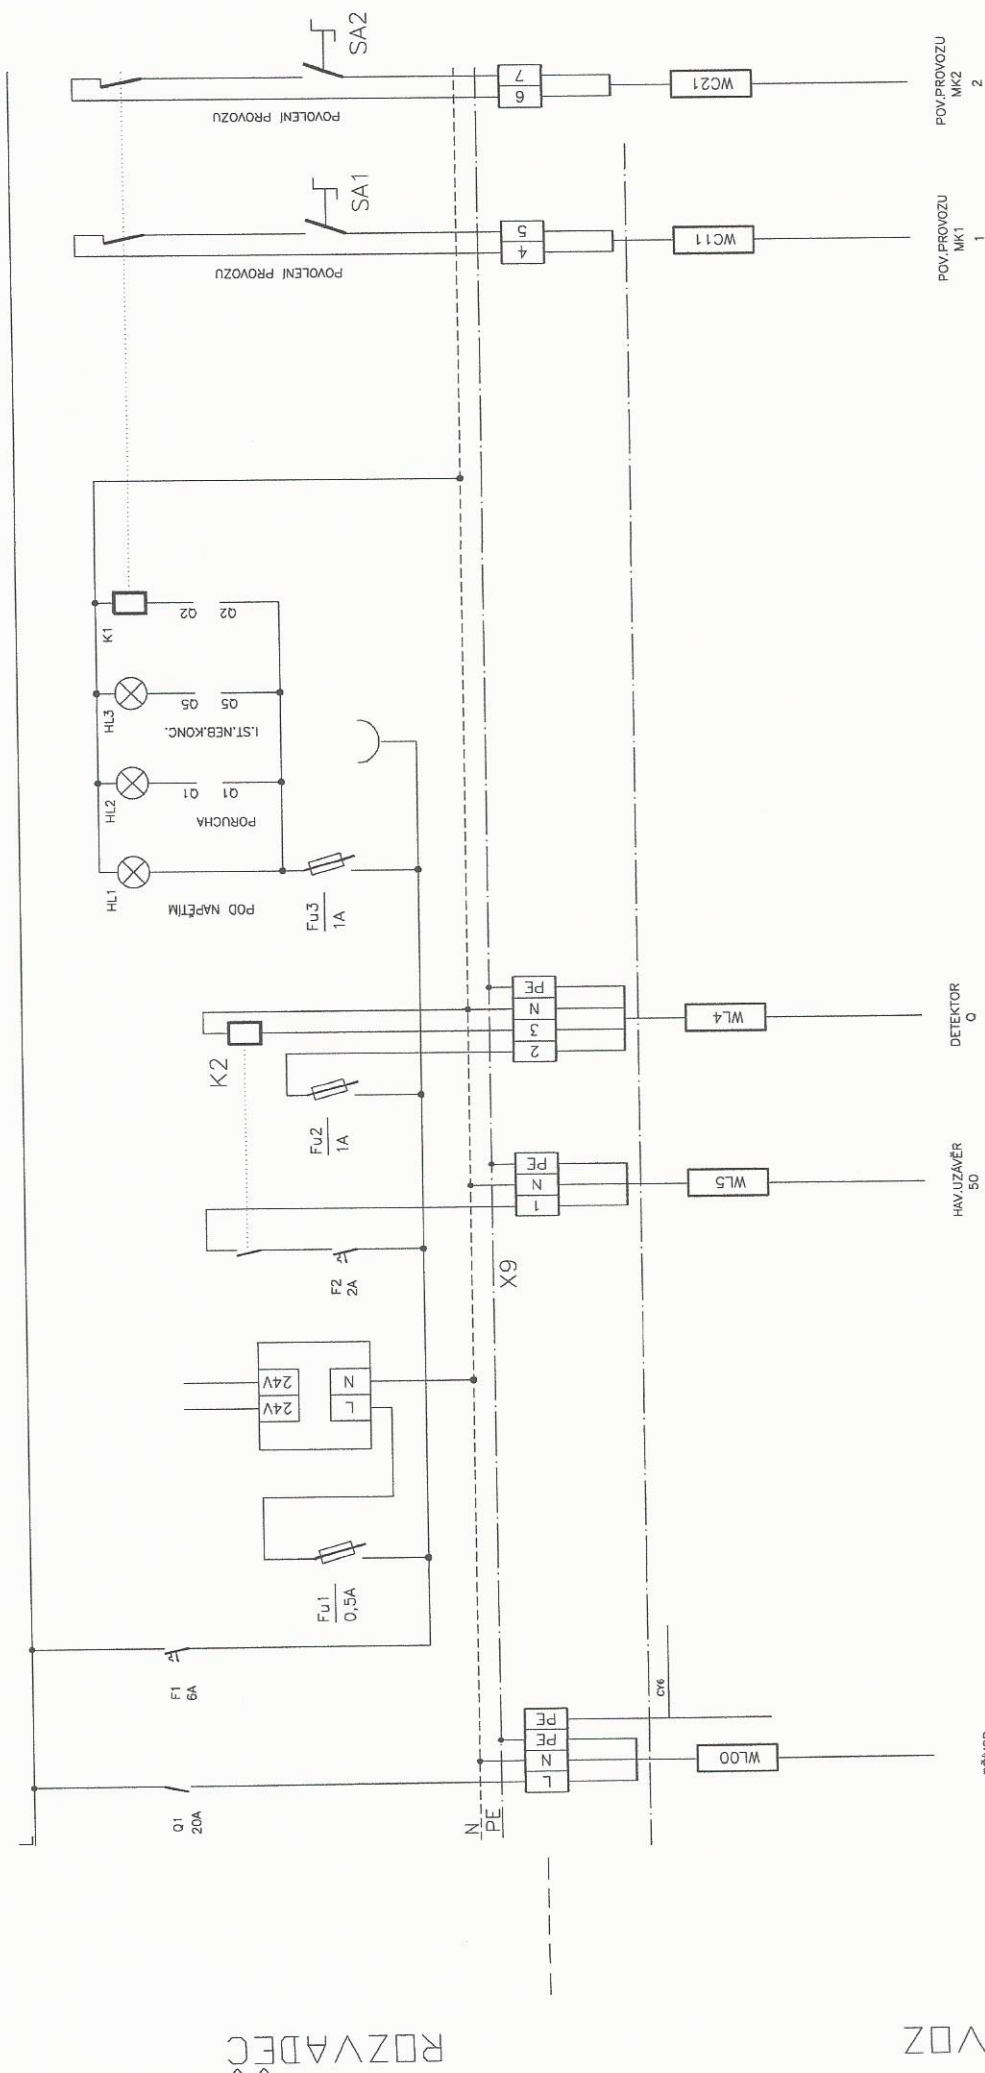 SA2
POVOLENÍ PROVOZU
7
6
WC21
POV.PROVOZU
MK2
2
SA1
POVOLENÍ PROVOZU
5
4
WC11
POV.PROVOZU
MK1
1
K1
Q2
Q2
HL3
Q5
Q5
I.ST.NEB.KONC.
HL2
Q1
Q1
PORUCHA
HL1
POD NAPĚTÍM
Fu3
1A
K2
Fu2
1A
PE
N
3
2
WL4
DETEKTOR
Q
PE
N
1
WL5
HAV.UZÁVĚR
50
X9
F2
2A
24V
24V
N
L
Fu1
0,5A
F1
6A
CY6
PE
PE
N
L
WL00
Q1
20A
L
N
PE
ROZVADĚČ
VOZ